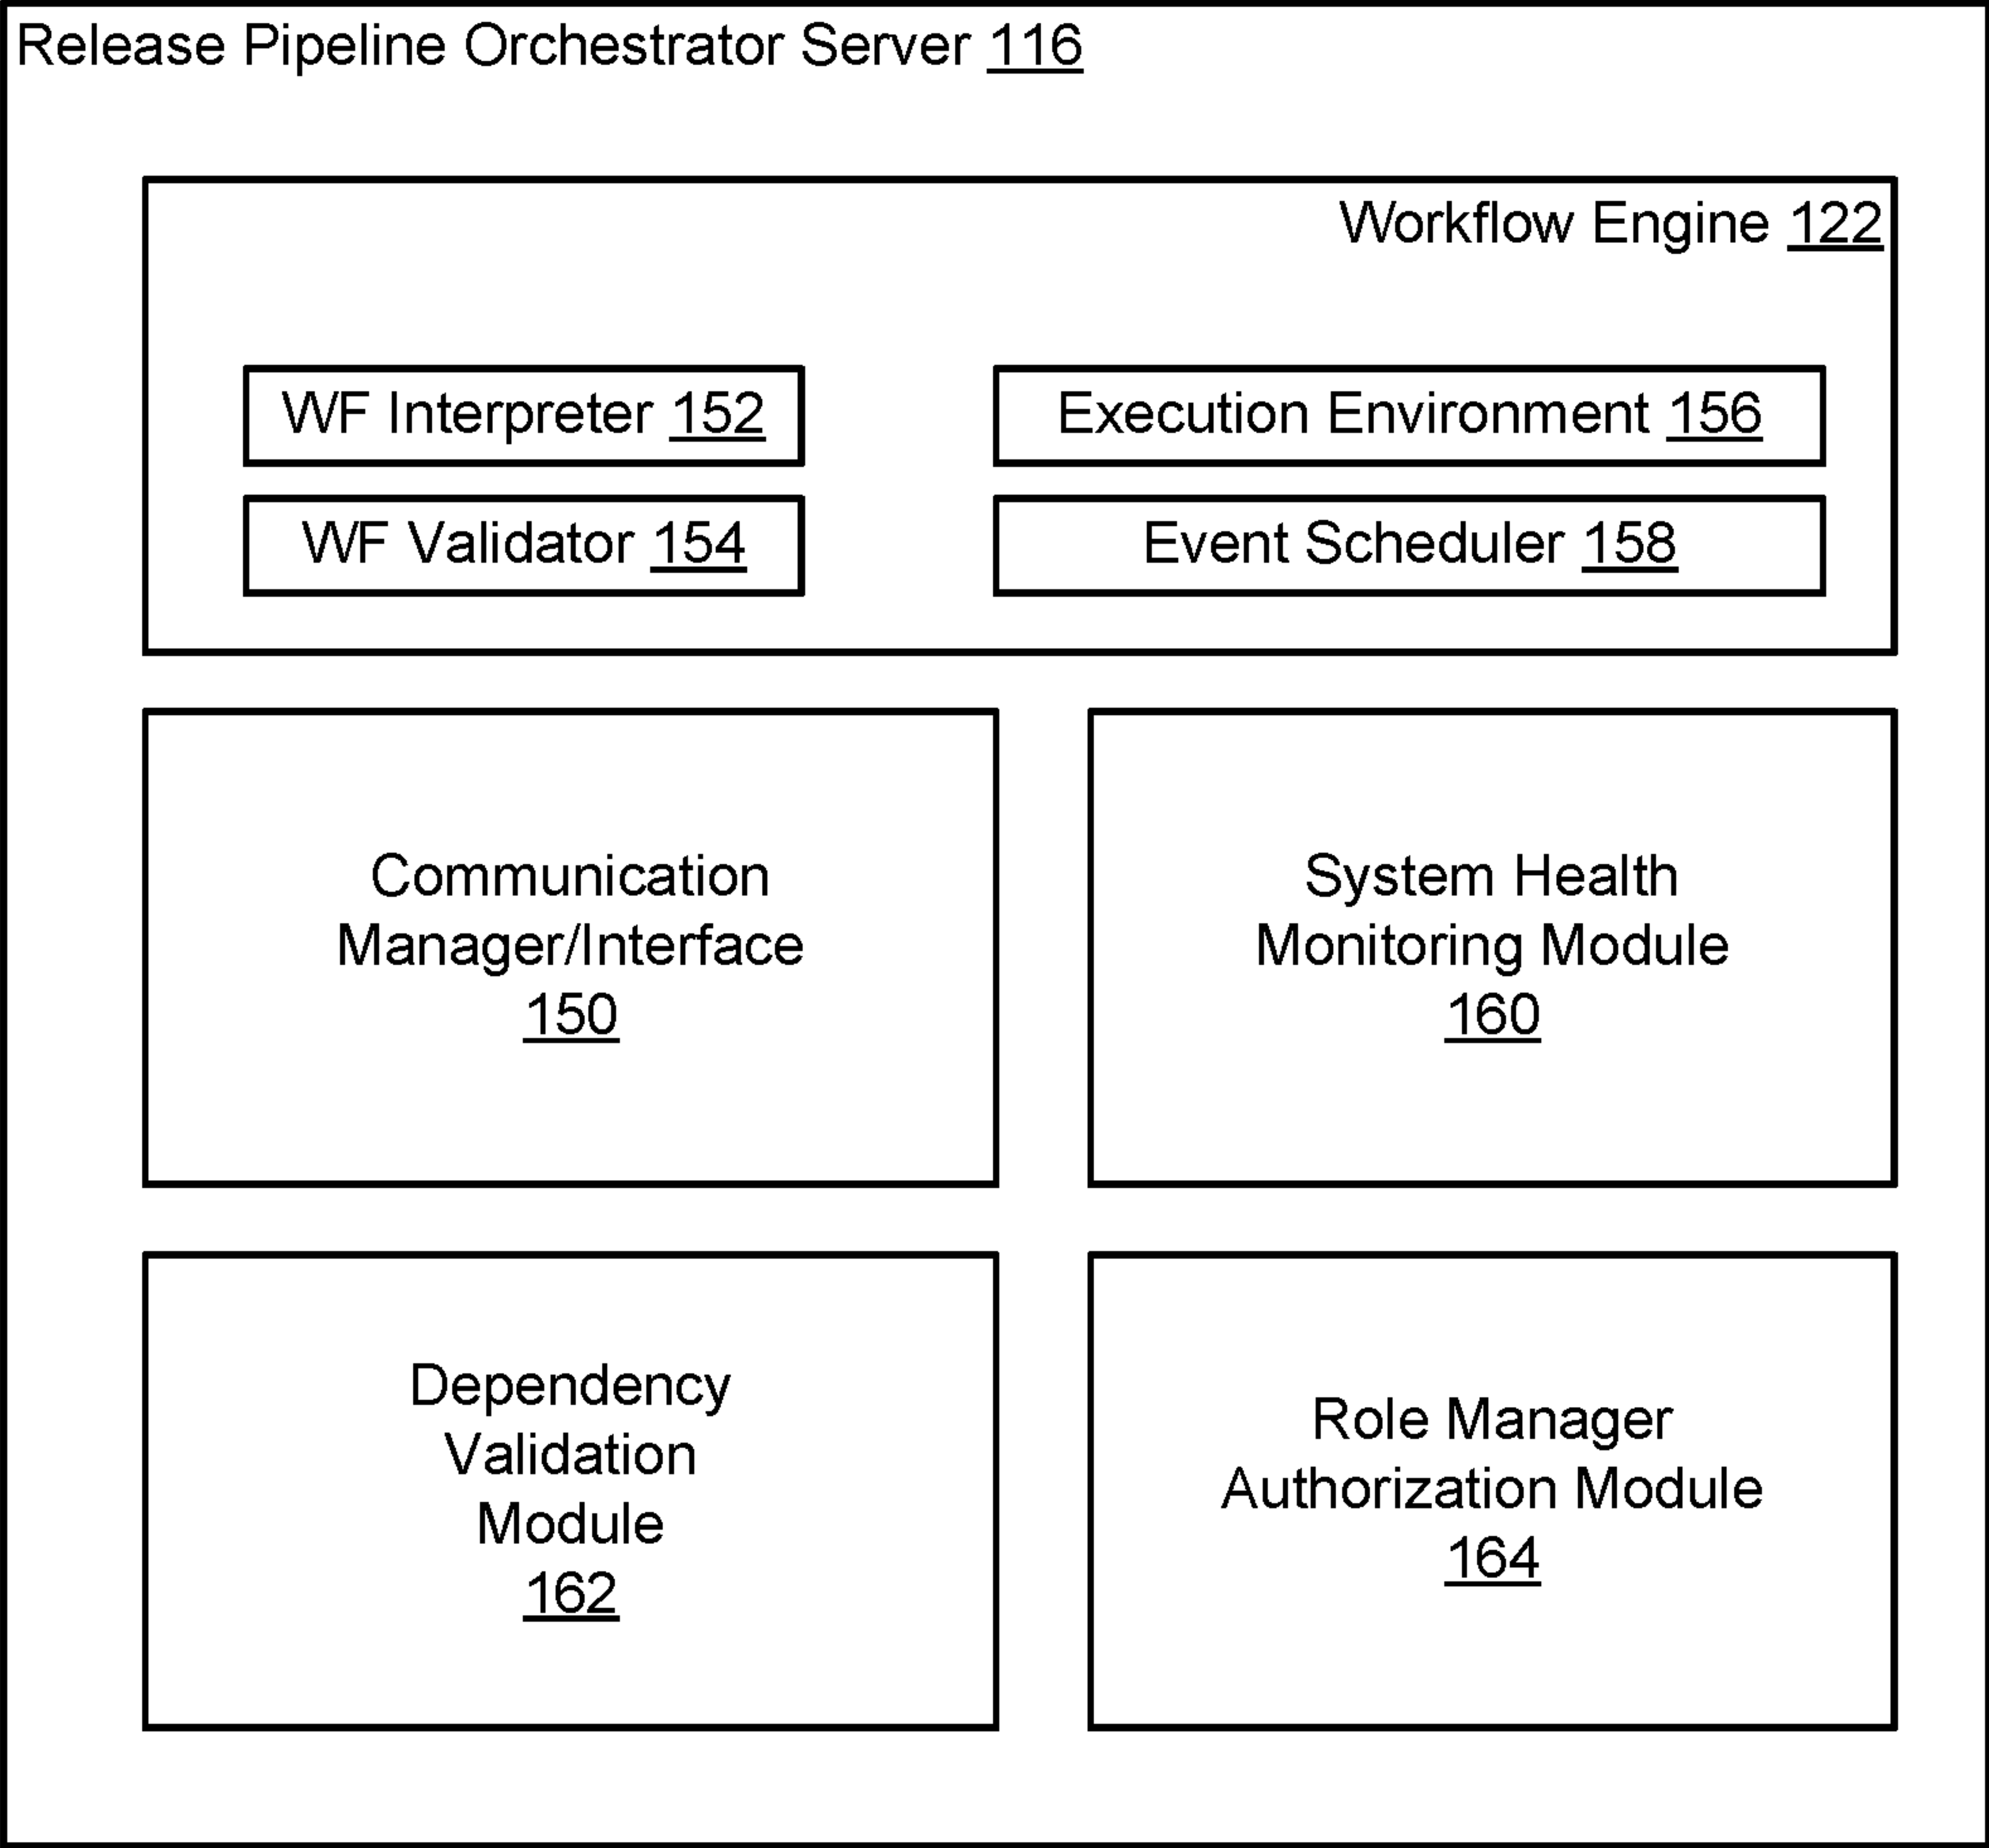 Release Pipeline Orchestrator Server 116
Workflow Engine 122
WF Interpreter 152
Execution Environment 156
WF Validator 154
Event Scheduler 158
Communication
Manager/Interface
150
System Health
Monitoring Module
160
Dependency
Validation
Module
162
Role Manager
Authorization Module
164